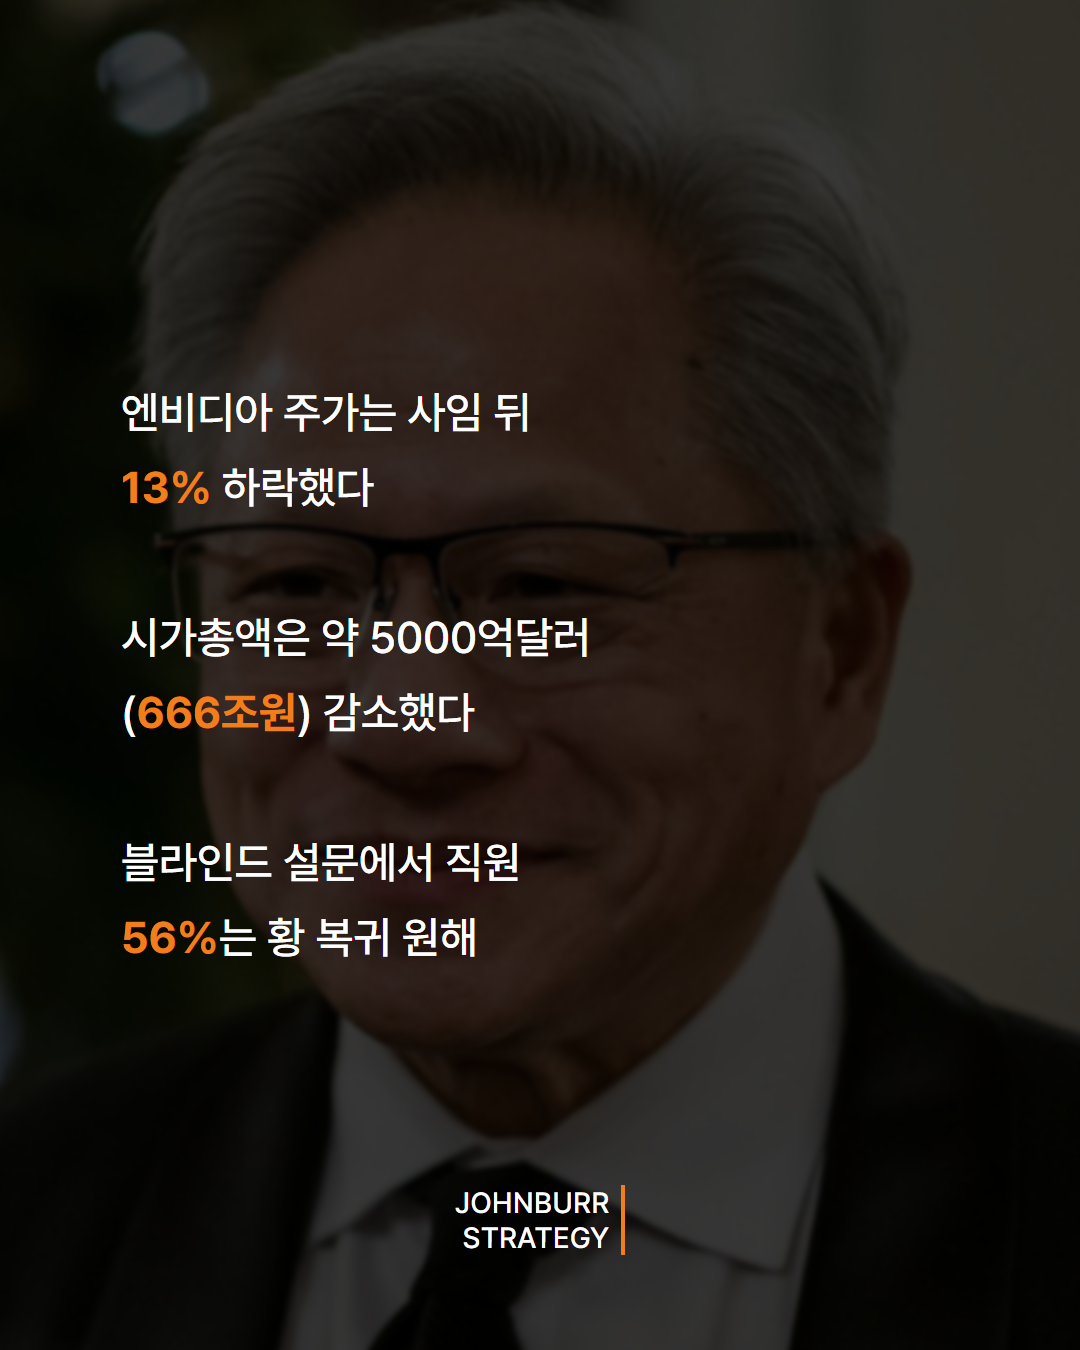 엔비디아 주가는 사임 뒤
13% 하락했다
시가총액은 약 5000억달러
(666조원) 감소했다
블라인드 설문에서 직원
56%는 황 복귀 원해
JOHNBURR
STRATEGY